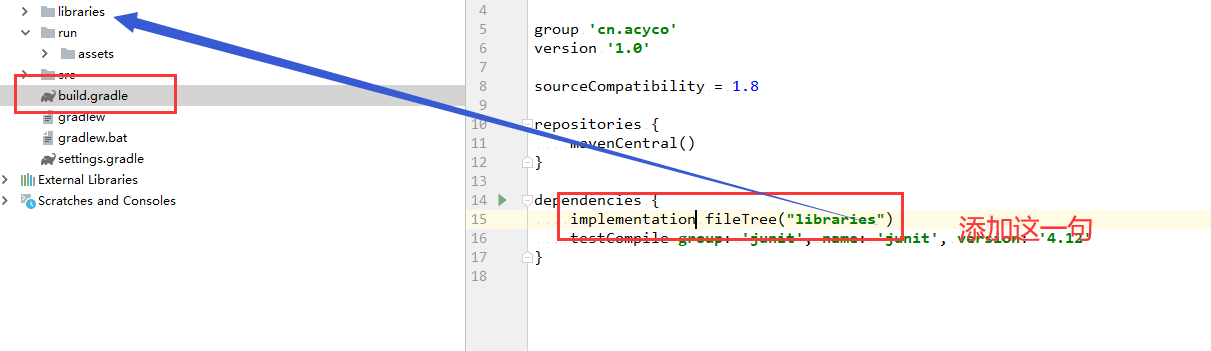 libraries
run
assets
src
build.gradle
gradlew
gradlew.bat
settings.gradle
External Libraries
Scratches and Consoles
4
5 group 'cn.acyco'
6 version '1.0'
7
8 sourceCompatibility = 1.8
9
10 repositories {
11 mavenCentral()
12 }
13
14 dependencies {
15 implementation fileTree("libraries")
16 testCompile group: 'junit', name: 'junit', version: '4.12'
17 }
18
添加这一句